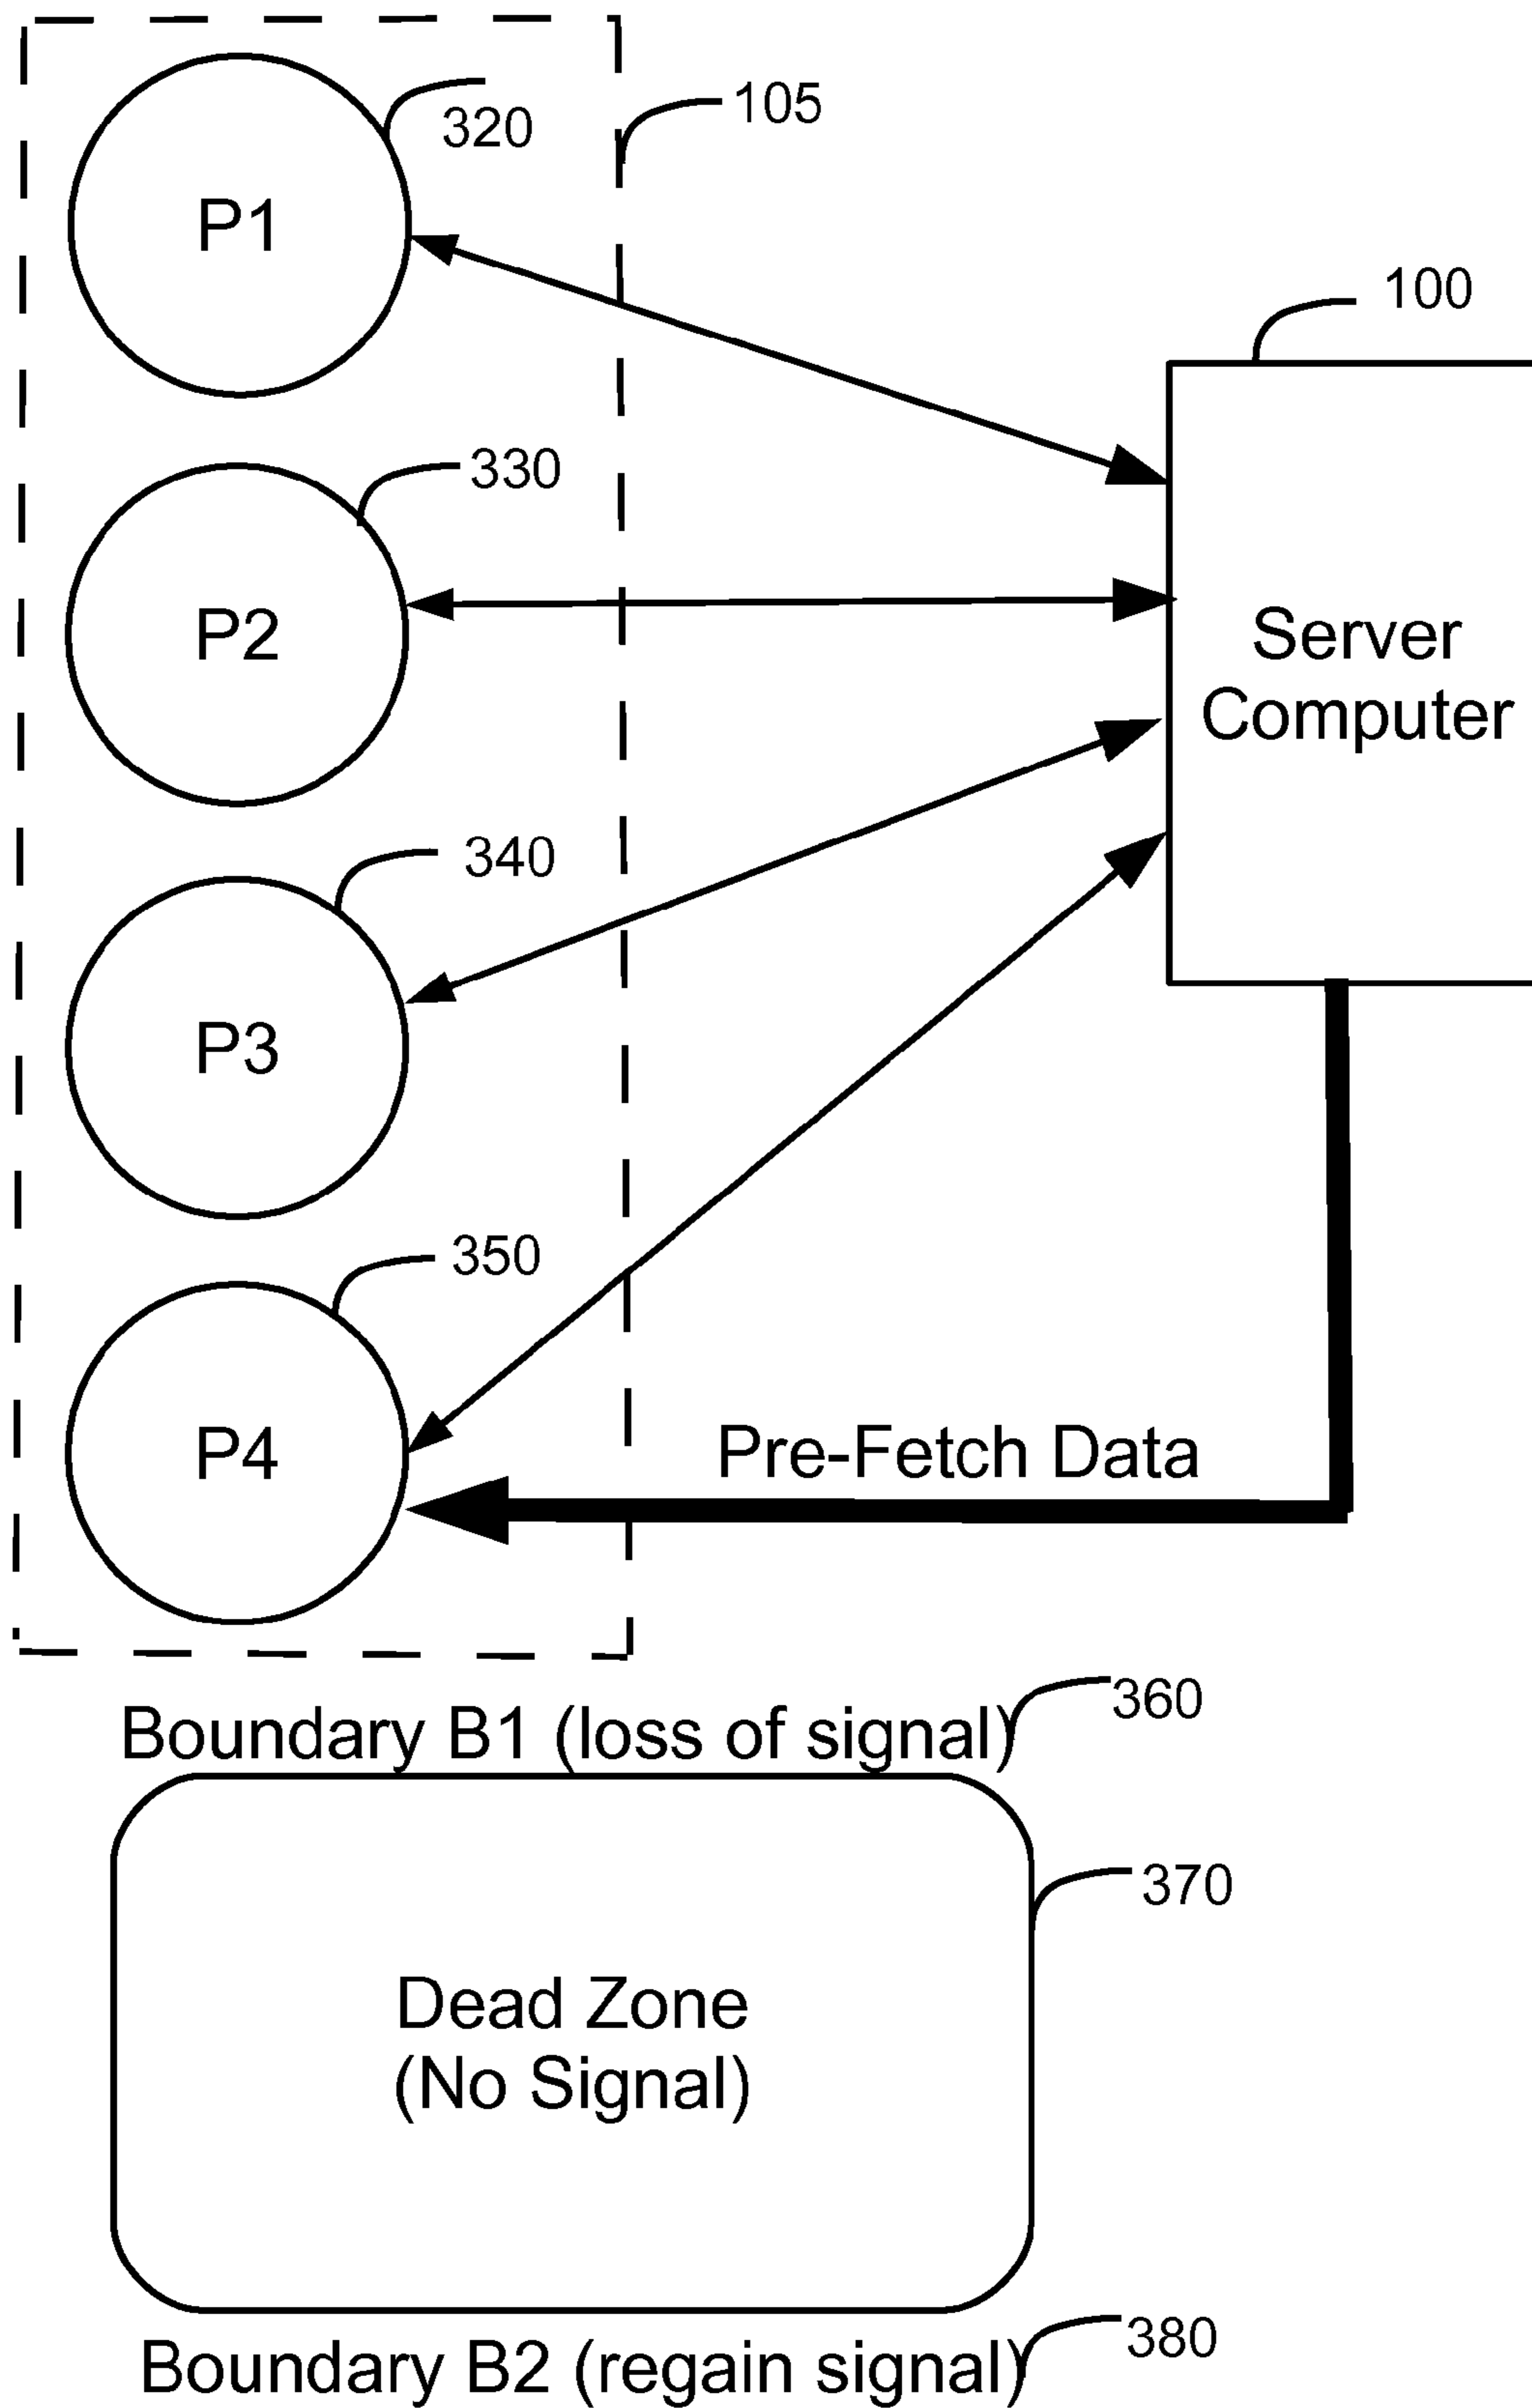 320
105
P1
100
330
P2
Server
Computer
340
P3
350
P4
Pre-Fetch Data
360
Boundary B1 (loss of signal)
370
Dead Zone
(No Signal)
380
Boundary B2 (regain signal)